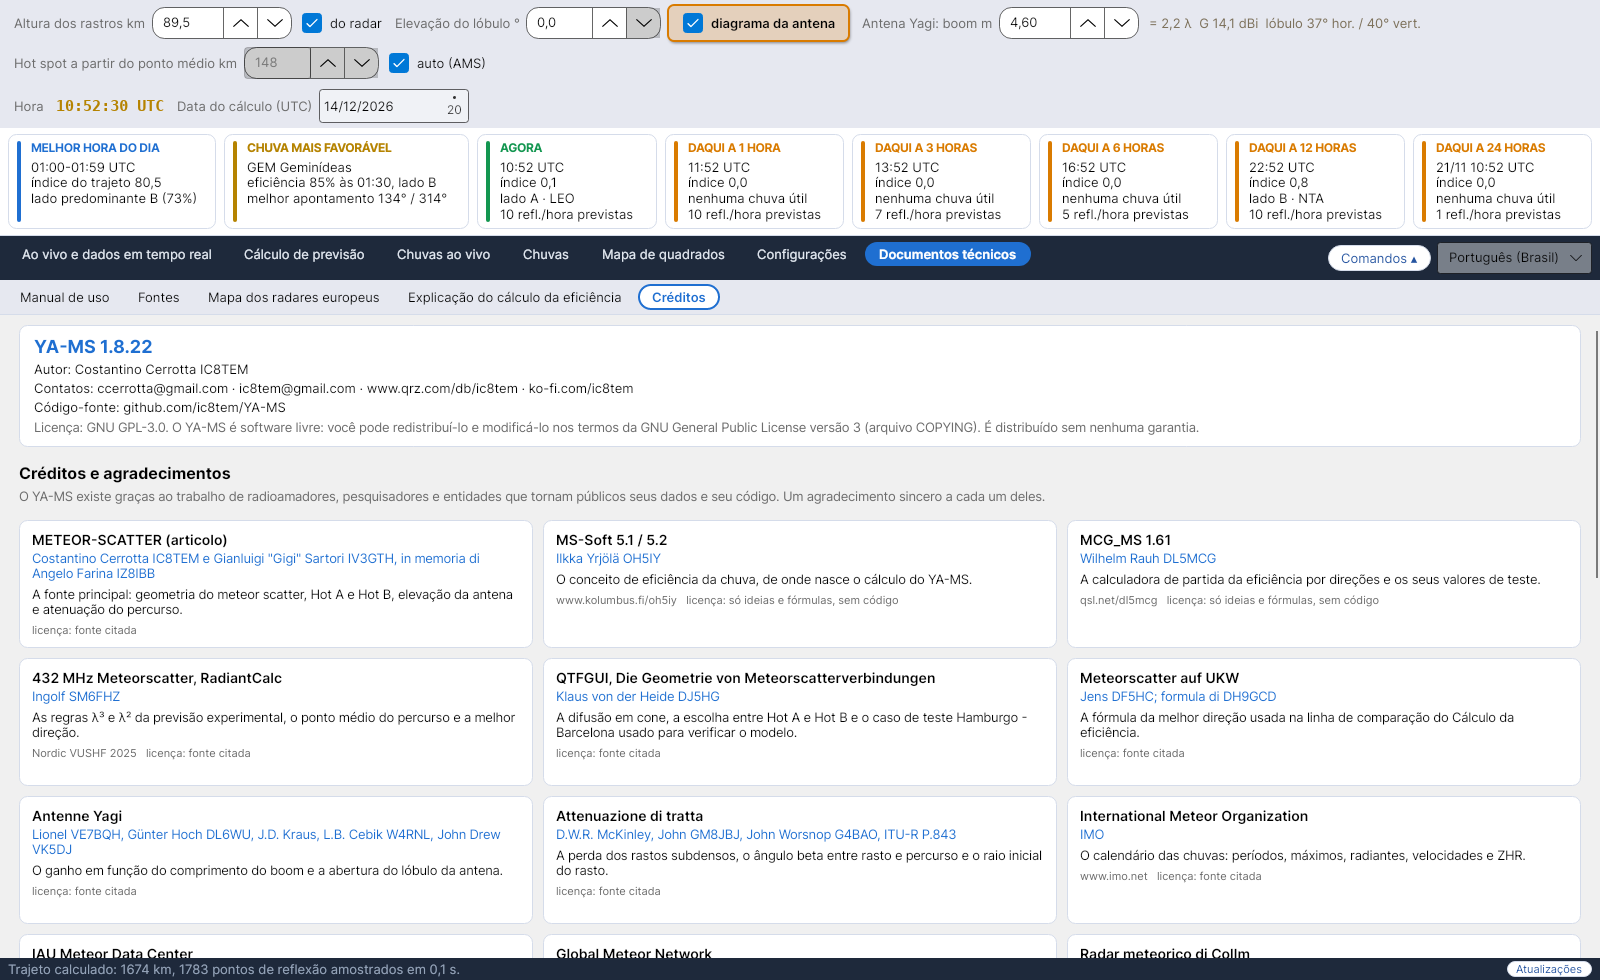 Altura dos rastros km 89,5 do radar Elevação do lóbulo ° 0,0 diagrama da antena Antena Yagi: boom m 4,60 = 2,2 λ G 14,1 dBi lóbulo 37° hor. / 40° vert.
Hot spot a partir do ponto médio km 148 auto (AMS)
Hora 10:52:30 UTC Data do cálculo (UTC) 14/12/2026 20
MELHOR HORA DO DIA
01:00-01:59 UTC
índice do trajeto 80,5
lado predominante B (73%)
CHUVA MAIS FAVORÁVEL
GEM Geminídeas
eficiência 85% às 01:30, lado B
melhor apontamento 134° / 314°
AGORA
10:52 UTC
índice 0,1
lado A · LEO
10 refl./hora previstas
DAQUI A 1 HORA
11:52 UTC
índice 0,0
nenhuma chuva útil
10 refl./hora previstas
DAQUI A 3 HORAS
13:52 UTC
índice 0,0
nenhuma chuva útil
7 refl./hora previstas
DAQUI A 6 HORAS
16:52 UTC
índice 0,0
nenhuma chuva útil
5 refl./hora previstas
DAQUI A 12 HORAS
22:52 UTC
índice 0,8
lado B · NTA
10 refl./hora previstas
DAQUI A 24 HORAS
21/11 10:52 UTC
índice 0,0
nenhuma chuva útil
1 refl./hora previstas
Ao vivo e dados em tempo real Cálculo de previsão Chuvas ao vivo Chuvas Mapa de quadrados Configurações Documentos técnicos Comandos ▴ Português (Brasil)
Manual de uso Fontes Mapa dos radares europeus Explicação do cálculo da eficiência Créditos
YA-MS 1.8.22
Autor: Costantino Cerrotta IC8TEM
Contatos: ccerrotta@gmail.com · ic8tem@gmail.com · www.qrz.com/db/ic8tem · ko-fi.com/ic8tem
Código-fonte: github.com/ic8tem/YA-MS
Licença: GNU GPL-3.0. O YA-MS é software livre: você pode redistribuí-lo e modificá-lo nos termos da GNU General Public License versão 3 (arquivo COPYING). É distribuído sem nenhuma garantia.
Créditos e agradecimentos
O YA-MS existe graças ao trabalho de radioamadores, pesquisadores e entidades que tornam públicos seus dados e seu código. Um agradecimento sincero a cada um deles.
METEOR-SCATTER (articolo)
Costantino Cerrotta IC8TEM e Gianluigi "Gigi" Sartori IV3GTH, in memoria di
Angelo Farina IZ8IBB
A fonte principal: geometria do meteor scatter, Hot A e Hot B, elevação da antena
e atenuação do percurso.
licença: fonte citada
MS-Soft 5.1 / 5.2
Ilkka Yrjölä OH5IY
O conceito de eficiência da chuva, de onde nasce o cálculo do YA-MS.
www.kolumbus.fi/oh5iy licença: só ideias e fórmulas, sem código
MCG_MS 1.61
Wilhelm Rauh DL5MCG
A calculadora de partida da eficiência por direções e os seus valores de teste.
qsl.net/dl5mcg licença: só ideias e fórmulas, sem código
432 MHz Meteorscatter, RadiantCalc
Ingolf SM6FHZ
As regras λ³ e λ² da previsão experimental, o ponto médio do percurso e a melhor
direção.
Nordic VUSHF 2025 licença: fonte citada
QTFGUI, Die Geometrie von Meteorscatterverbindungen
Klaus von der Heide DJ5HG
A difusão em cone, a escolha entre Hot A e Hot B e o caso de teste Hamburgo -
Barcelona usado para verificar o modelo.
licença: fonte citada
Meteorscatter auf UKW
Jens DF5HC; formula di DH9GCD
A fórmula da melhor direção usada na linha de comparação do Cálculo da
eficiência.
licença: fonte citada
Antenne Yagi
Lionel VE7BQH, Günter Hoch DL6WU, J.D. Kraus, L.B. Cebik W4RNL, John Drew
VK5DJ
O ganho em função do comprimento do boom e a abertura do lóbulo da antena.
licença: fonte citada
Attenuazione di tratta
D.W.R. McKinley, John GM8JBJ, John Worsnop G4BAO, ITU-R P.843
A perda dos rastos subdensos, o ângulo beta entre rasto e percurso e o raio inicial
do rasto.
licença: fonte citada
International Meteor Organization
IMO
O calendário das chuvas: períodos, máximos, radiantes, velocidades e ZHR.
www.imo.net licença: fonte citada
IAU Meteor Data Center
Global Meteor Network
Radar meteorico di Collm
Trajeto calculado: 1674 km, 1783 pontos de reflexão amostrados em 0,1 s. Atualizações